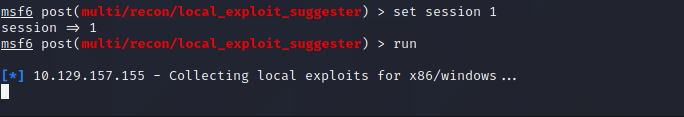 msf6 post(multi/recon/local_exploit_suggester) > set session 1
session => 1
msf6 post(multi/recon/local_exploit_suggester) > run
[*] 10.129.157.155 - Collecting local exploits for x86/windows...